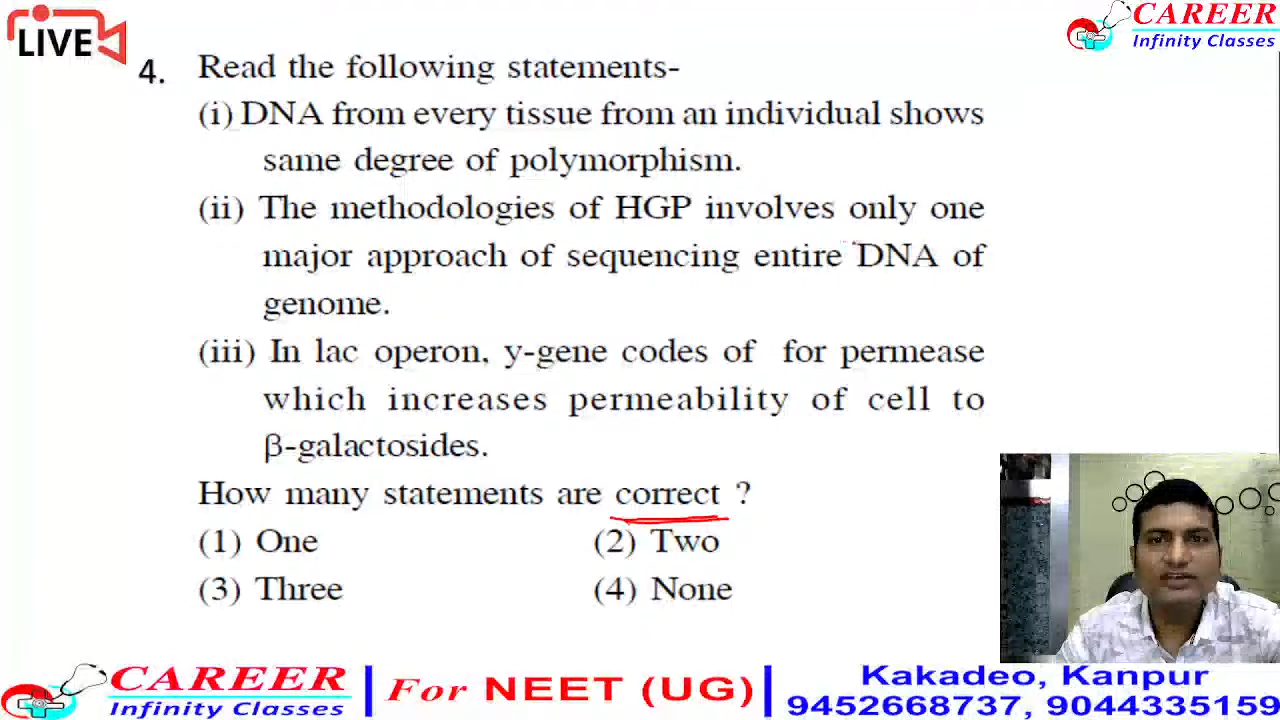 LIVE
CAREER
Infinity Classes
4. Read the following statements-
(i) DNA from every tissue from an individual shows
same degree of polymorphism.
(ii) The methodologies of HGP involves only one
major approach of sequencing entire DNA of
genome.
(iii) In lac operon, y-gene codes of for permease
which increases permeability of cell to
β-galactosides.
How many statements are correct ?
(1) One (2) Two
(3) Three (4) None
CAREER
Infinity Classes
For NEET (UG)
Kakadeo, Kanpur
9452668737, 9044335159